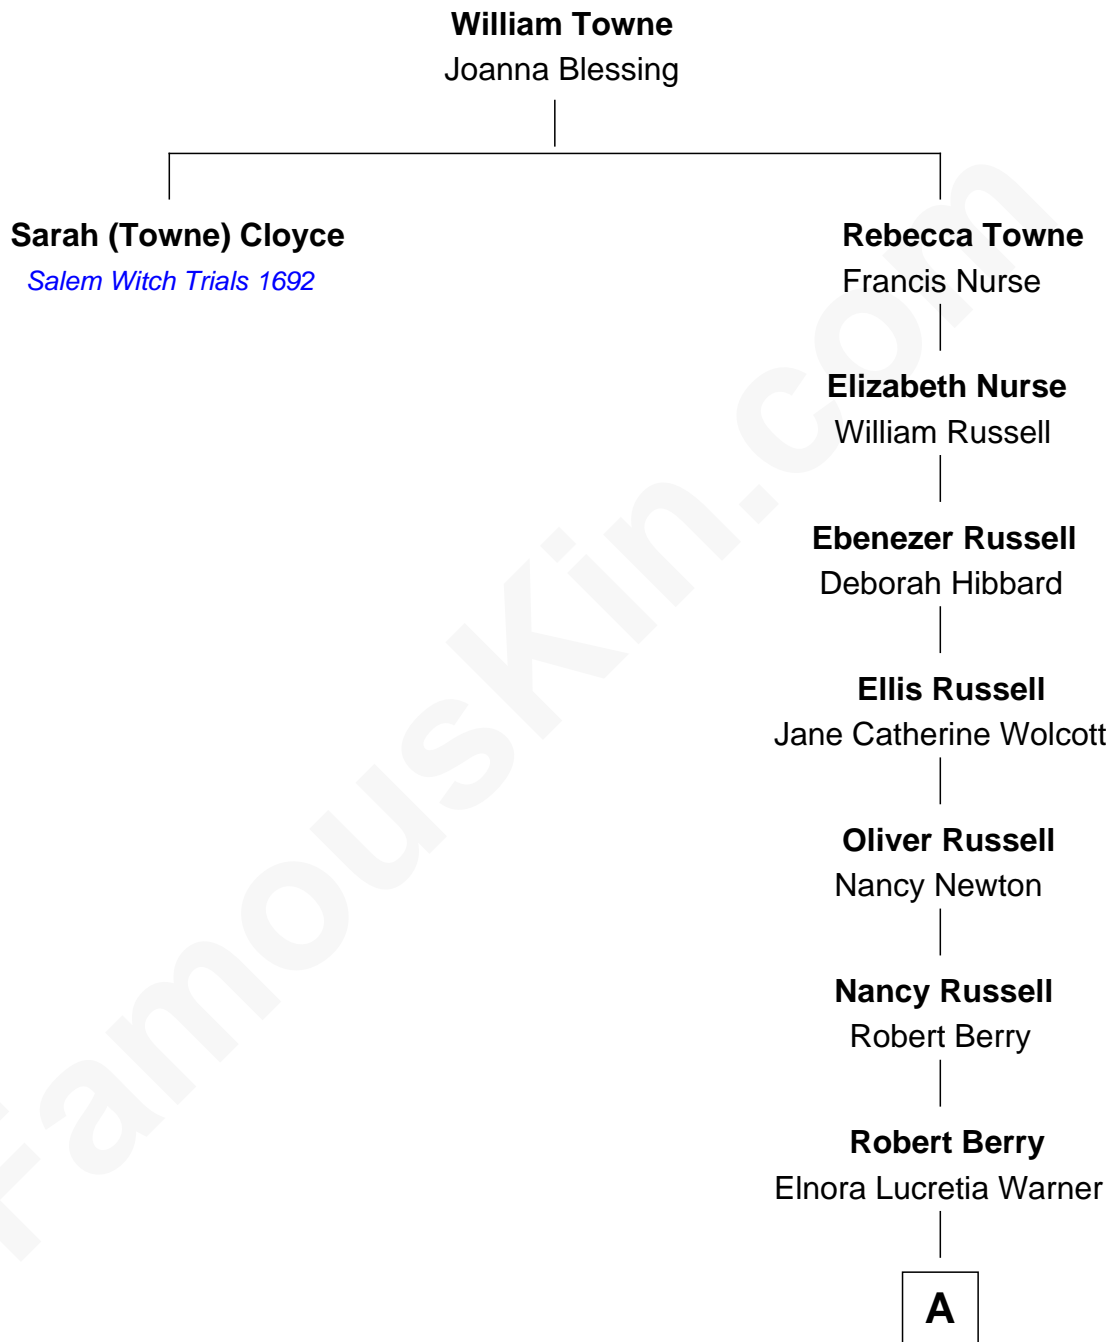 William Towne
Joanna Blessing
Sarah (Towne) Cloyce
Salem Witch Trials 1692
Rebecca Towne
Francis Nurse
Elizabeth Nurse
William Russell
Ebenezer Russell
Deborah Hibbard
Ellis Russell
Jane Catherine Wolcott
Oliver Russell
Nancy Newton
Nancy Russell
Robert Berry
Robert Berry
Elnora Lucretia Warner
A
FamousKin.com